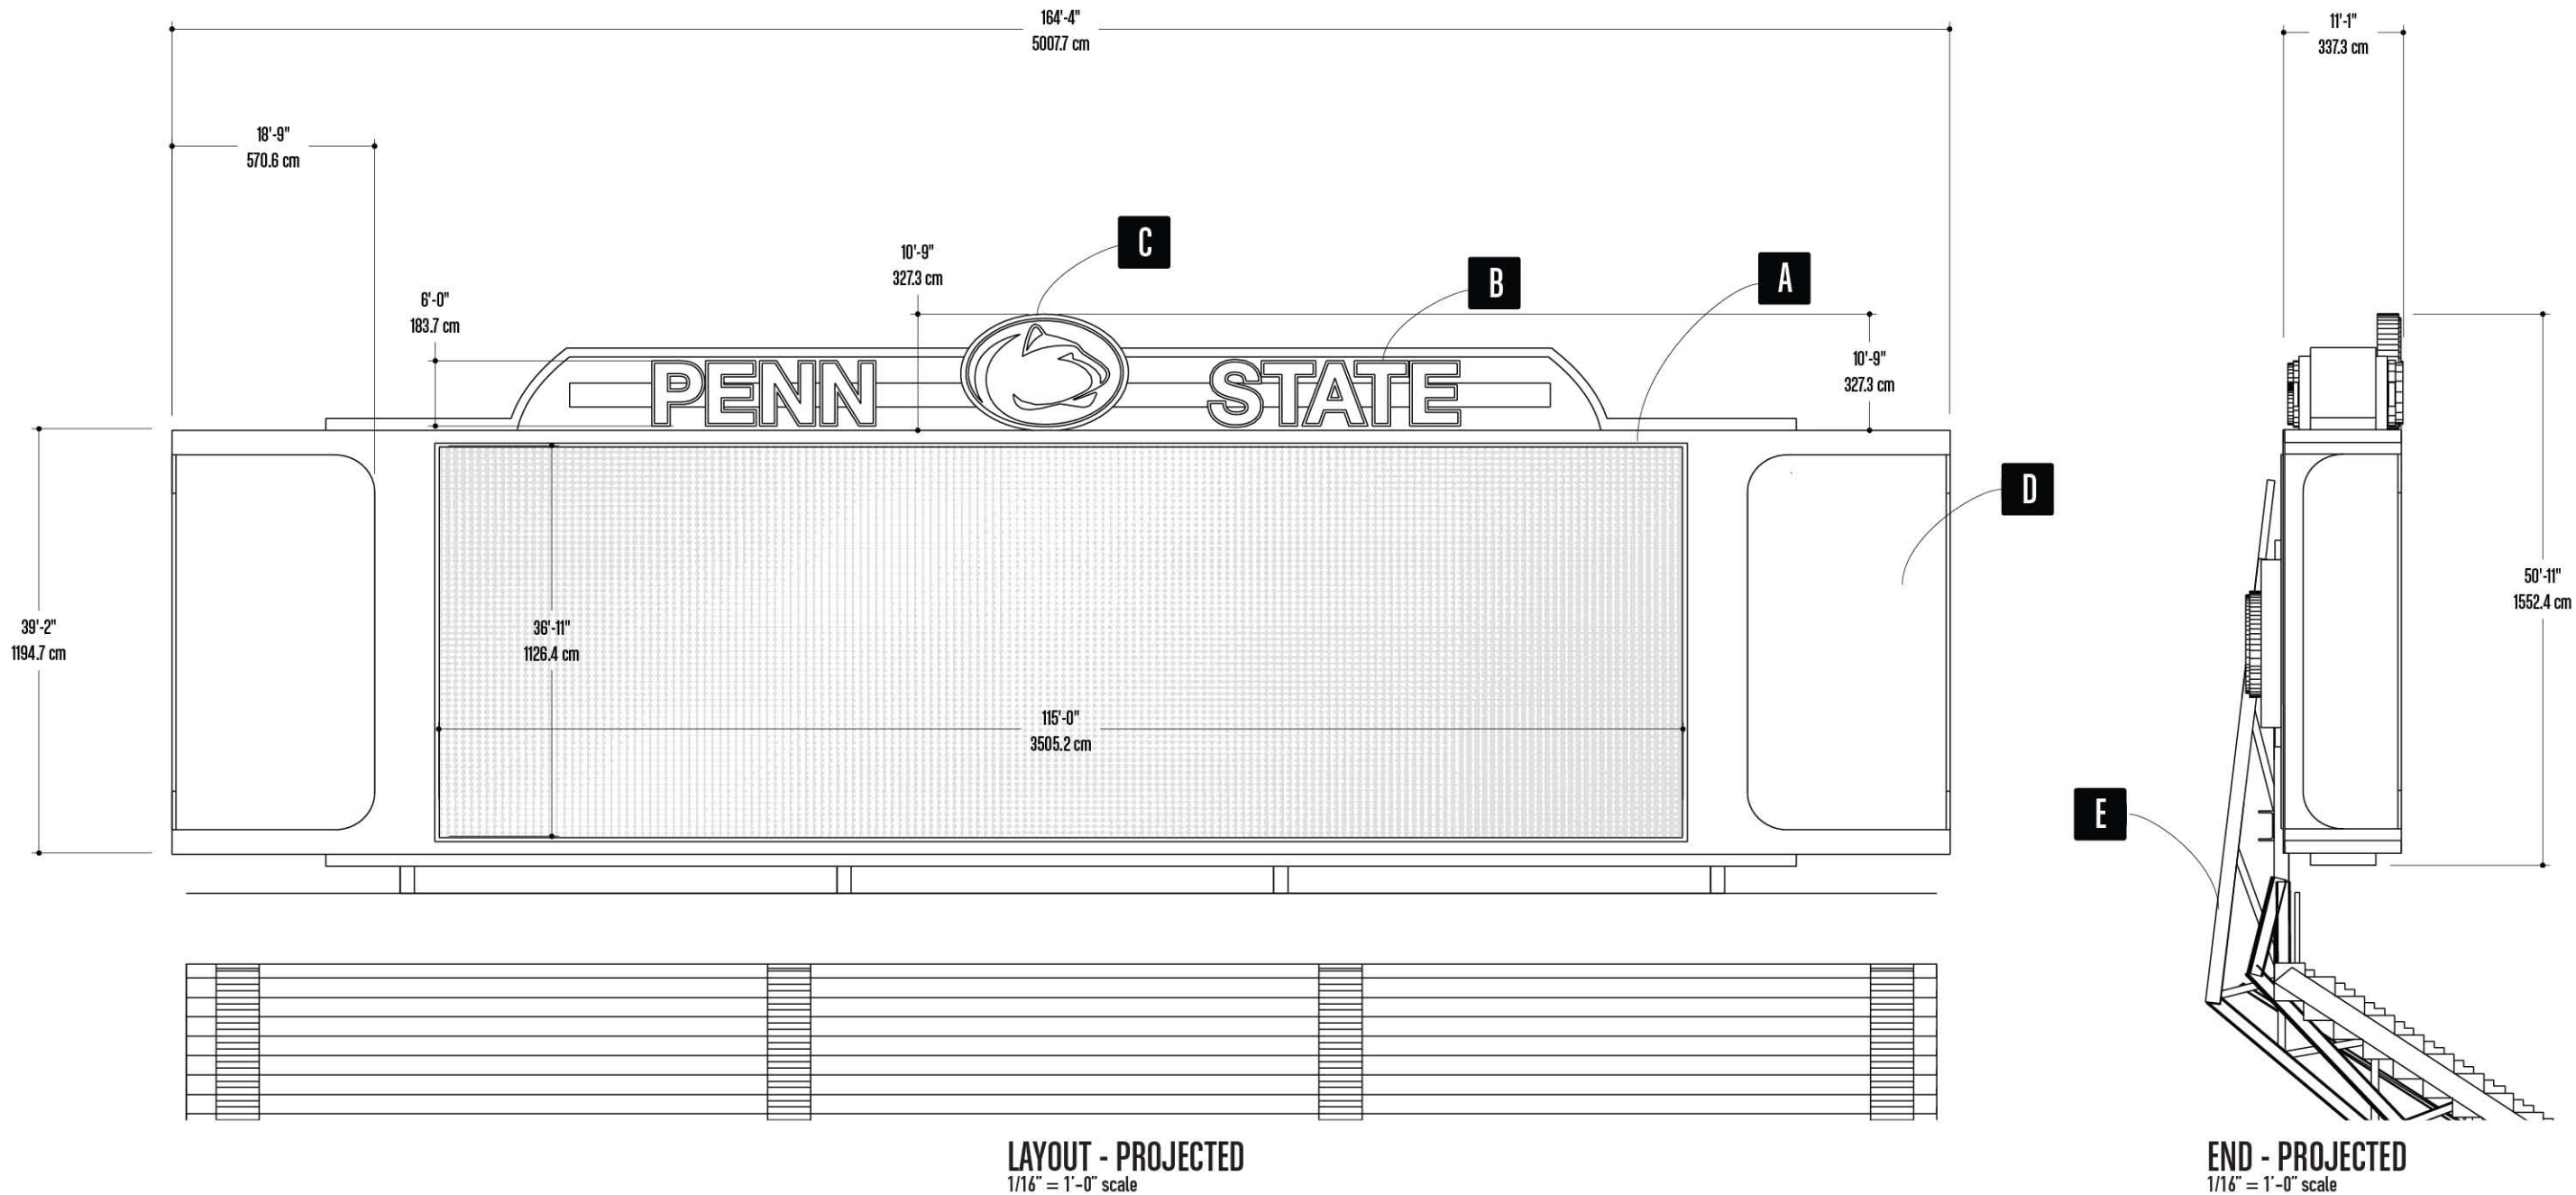 164'-4"
5007.7 cm
11'-1"
337.3 cm
18'-9"
570.6 cm
C
10'-9"
327.3 cm
B
A
6'-0"
183.7 cm
10'-9"
327.3 cm
PENN STATE
D
50'-11"
1552.4 cm
39'-2"
1194.7 cm
36'-11"
1126.4 cm
115'-0"
3505.2 cm
E
LAYOUT - PROJECTED
1/16" = 1'-0" scale
END - PROJECTED
1/16" = 1'-0" scale